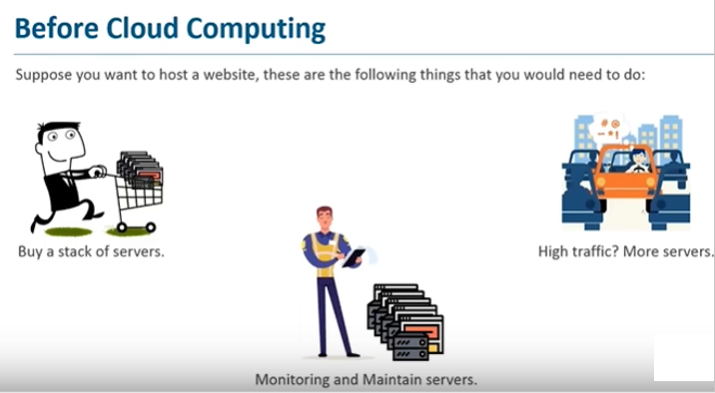 Before Cloud Computing
Suppose you want to host a website, these are the following things that you would need to do:
# @
- * !
Buy a stack of servers.
High traffic? More servers.
Monitoring and Maintain servers.